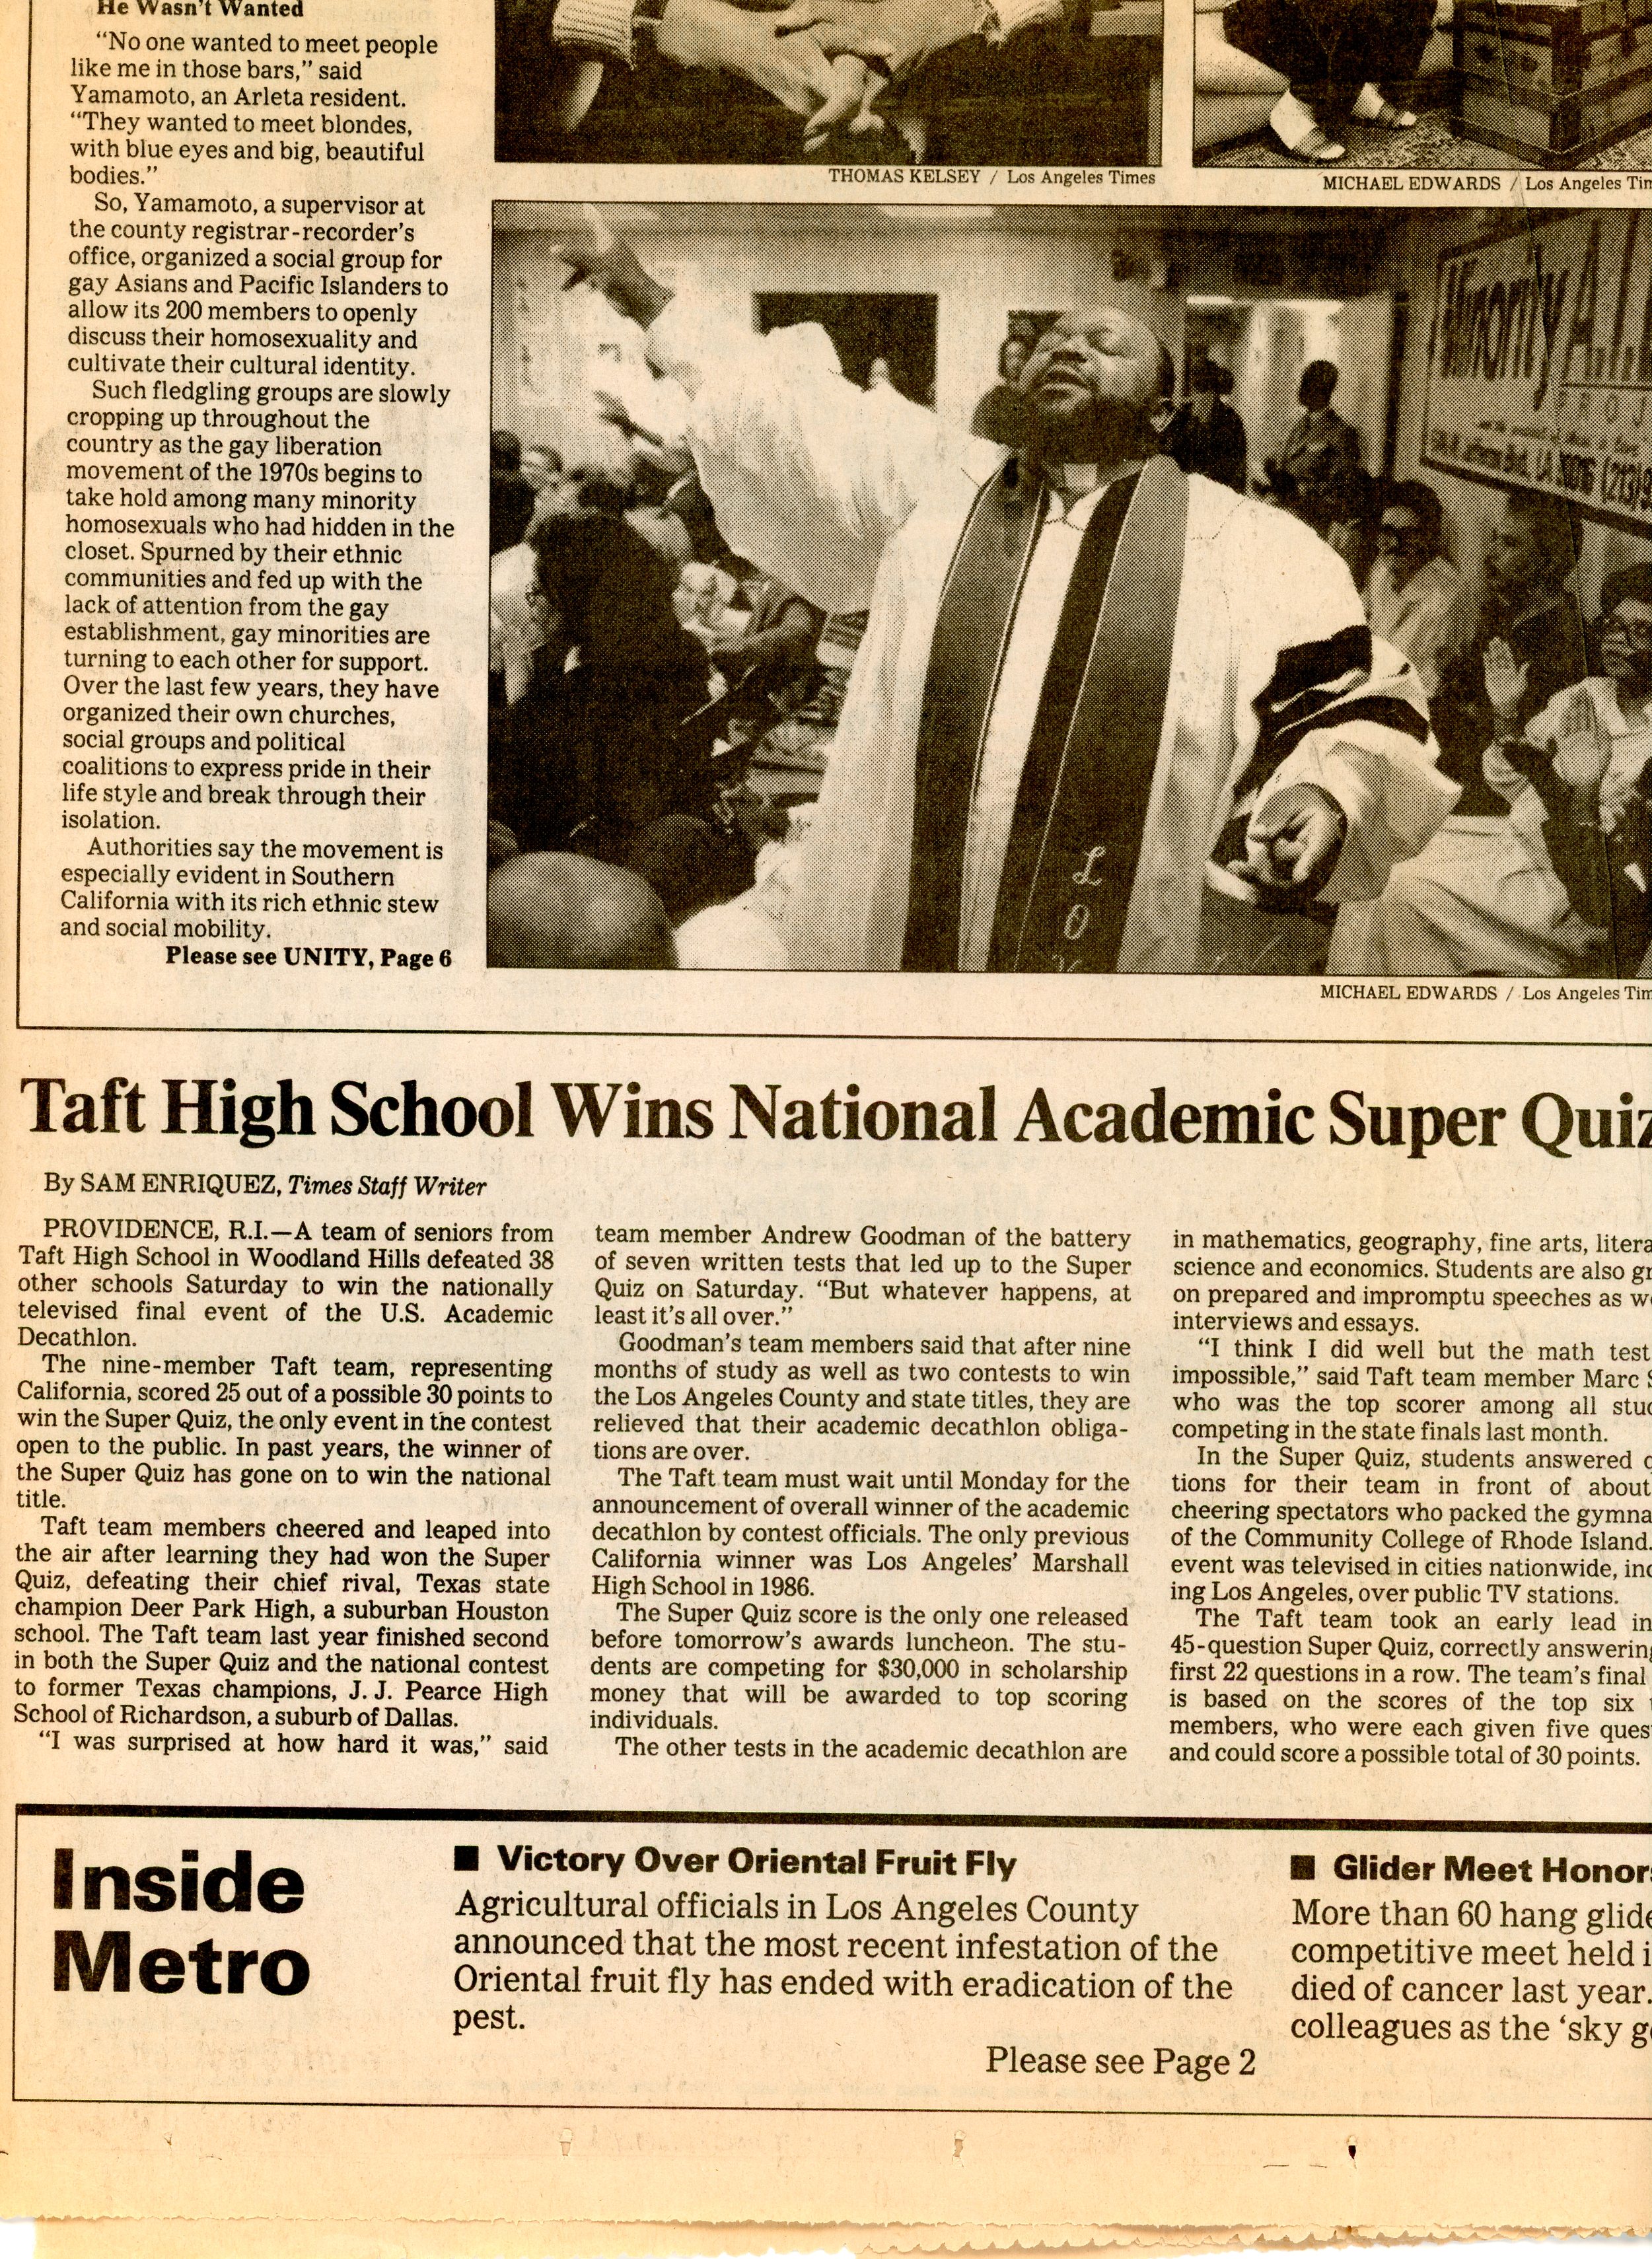 He Wasn't Wanted
"No one wanted to meet people
like me in those bars," said
Yamamoto, an Arleta resident.
"They wanted to meet blondes,
with blue eyes and big, beautiful
bodies."
So, Yamamoto, a supervisor at
the county registrar-recorder's
office, organized a social group for
gay Asians and Pacific Islanders to
allow its 200 members to openly
discuss their homosexuality and
cultivate their cultural identity.
Such fledgling groups are slowly
cropping up throughout the
country as the gay liberation
movement of the 1970s begins to
take hold among many minority
homosexuals who had hidden in the
closet. Spurned by their ethnic
communities and fed up with the
lack of attention from the gay
establishment, gay minorities are
turning to each other for support.
Over the last few years, they have
organized their own churches,
social groups and political
coalitions to express pride in their
life style and break through their
isolation.
Authorities say the movement is
especially evident in Southern
California with its rich ethnic stew
and social mobility.
Please see UNITY, Page 6
THOMAS KELSEY / Los Angeles Times
MICHAEL EDWARDS / Los Angeles Tim
Minority A.I.
PROJ
(213)
L
O
V
MICHAEL EDWARDS / Los Angeles Tim
Taft High School Wins National Academic Super Quiz
By SAM ENRIQUEZ, Times Staff Writer
PROVIDENCE, R.I.—A team of seniors from
Taft High School in Woodland Hills defeated 38
other schools Saturday to win the nationally
televised final event of the U.S. Academic
Decathlon.
The nine-member Taft team, representing
California, scored 25 out of a possible 30 points to
win the Super Quiz, the only event in the contest
open to the public. In past years, the winner of
the Super Quiz has gone on to win the national
title.
Taft team members cheered and leaped into
the air after learning they had won the Super
Quiz, defeating their chief rival, Texas state
champion Deer Park High, a suburban Houston
school. The Taft team last year finished second
in both the Super Quiz and the national contest
to former Texas champions, J. J. Pearce High
School of Richardson, a suburb of Dallas.
"I was surprised at how hard it was," said
team member Andrew Goodman of the battery
of seven written tests that led up to the Super
Quiz on Saturday. "But whatever happens, at
least it's all over."
Goodman's team members said that after nine
months of study as well as two contests to win
the Los Angeles County and state titles, they are
relieved that their academic decathlon obliga-
tions are over.
The Taft team must wait until Monday for the
announcement of overall winner of the academic
decathlon by contest officials. The only previous
California winner was Los Angeles' Marshall
High School in 1986.
The Super Quiz score is the only one released
before tomorrow's awards luncheon. The stu-
dents are competing for $30,000 in scholarship
money that will be awarded to top scoring
individuals.
The other tests in the academic decathlon are
in mathematics, geography, fine arts, litera
science and economics. Students are also gr
on prepared and impromptu speeches as we
interviews and essays.
"I think I did well but the math test
impossible," said Taft team member Marc S
who was the top scorer among all stud
competing in the state finals last month.
In the Super Quiz, students answered q
tions for their team in front of about
cheering spectators who packed the gymna
of the Community College of Rhode Island.
event was televised in cities nationwide, inc
ing Los Angeles, over public TV stations.
The Taft team took an early lead in
45-question Super Quiz, correctly answering
first 22 questions in a row. The team's final
is based on the scores of the top six
members, who were each given five ques
and could score a possible total of 30 points.
Inside
Metro
■ Victory Over Oriental Fruit Fly
Agricultural officials in Los Angeles County
announced that the most recent infestation of the
Oriental fruit fly has ended with eradication of the
pest.
Please see Page 2
■ Glider Meet Honors
More than 60 hang glide
competitive meet held i
died of cancer last year.
colleagues as the 'sky g